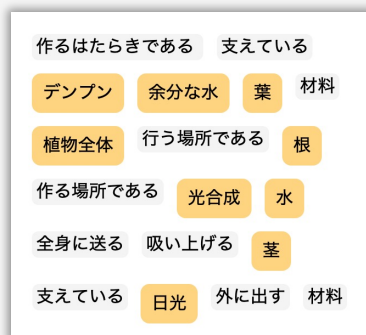 作るはたらきである 支えている
デンプン 余分な水 葉 材料
植物全体 行う場所である 根
作る場所である 光合成 水
全身に送る 吸い上げる 茎
支えている 日光 外に出す 材料